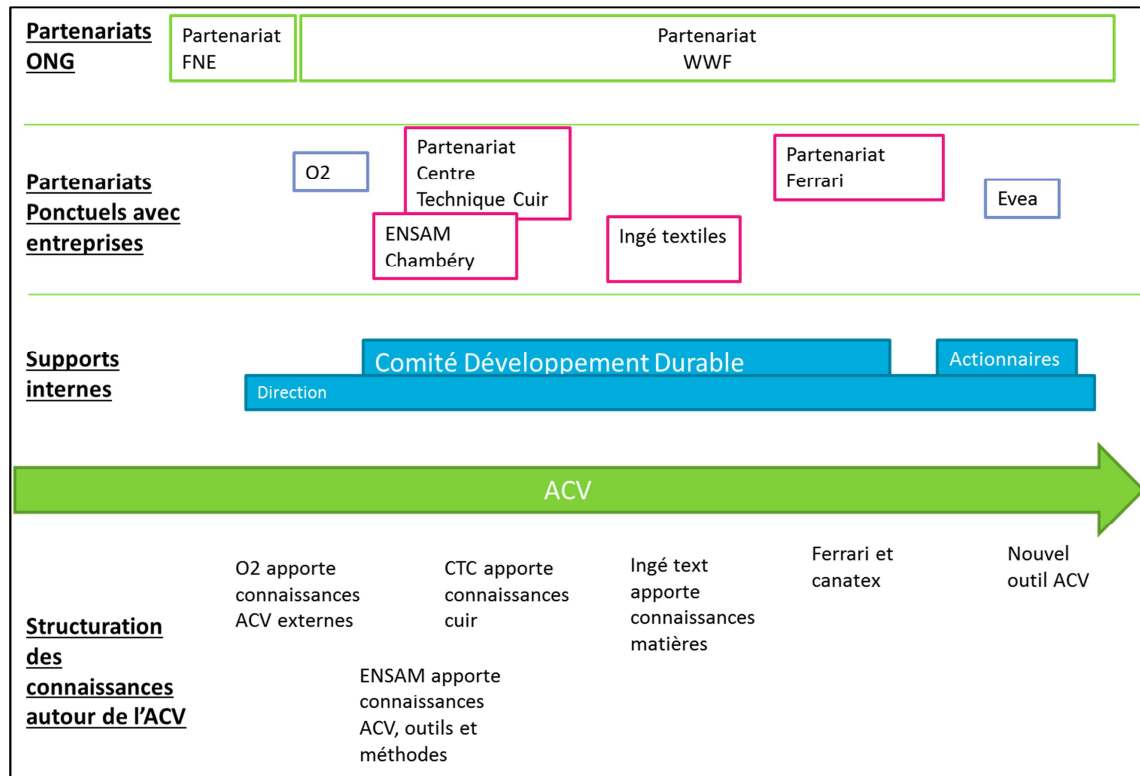 Partenariats
ONG
Partenariat
FNE
Partenariat
WWF
Partenariats
Ponctuels avec
entreprises
O2
Partenariat
Centre
Technique Cuir
ENSAM
Chambéry
Ingé textiles
Partenariat
Ferrari
Evea
Supports
internes
Comité Développement Durable
Actionnaires
Direction
ACV
Structuration
des
connaissances
autour de l'ACV
O2 apporte
connaissances
ACV externes
ENSAM apporte
connaissances
ACV, outils et
méthodes
CTC apporte
connaissances
cuir
Ingé text
apporte
connaissances
matières
Ferrari et
canatex
Nouvel
outil ACV